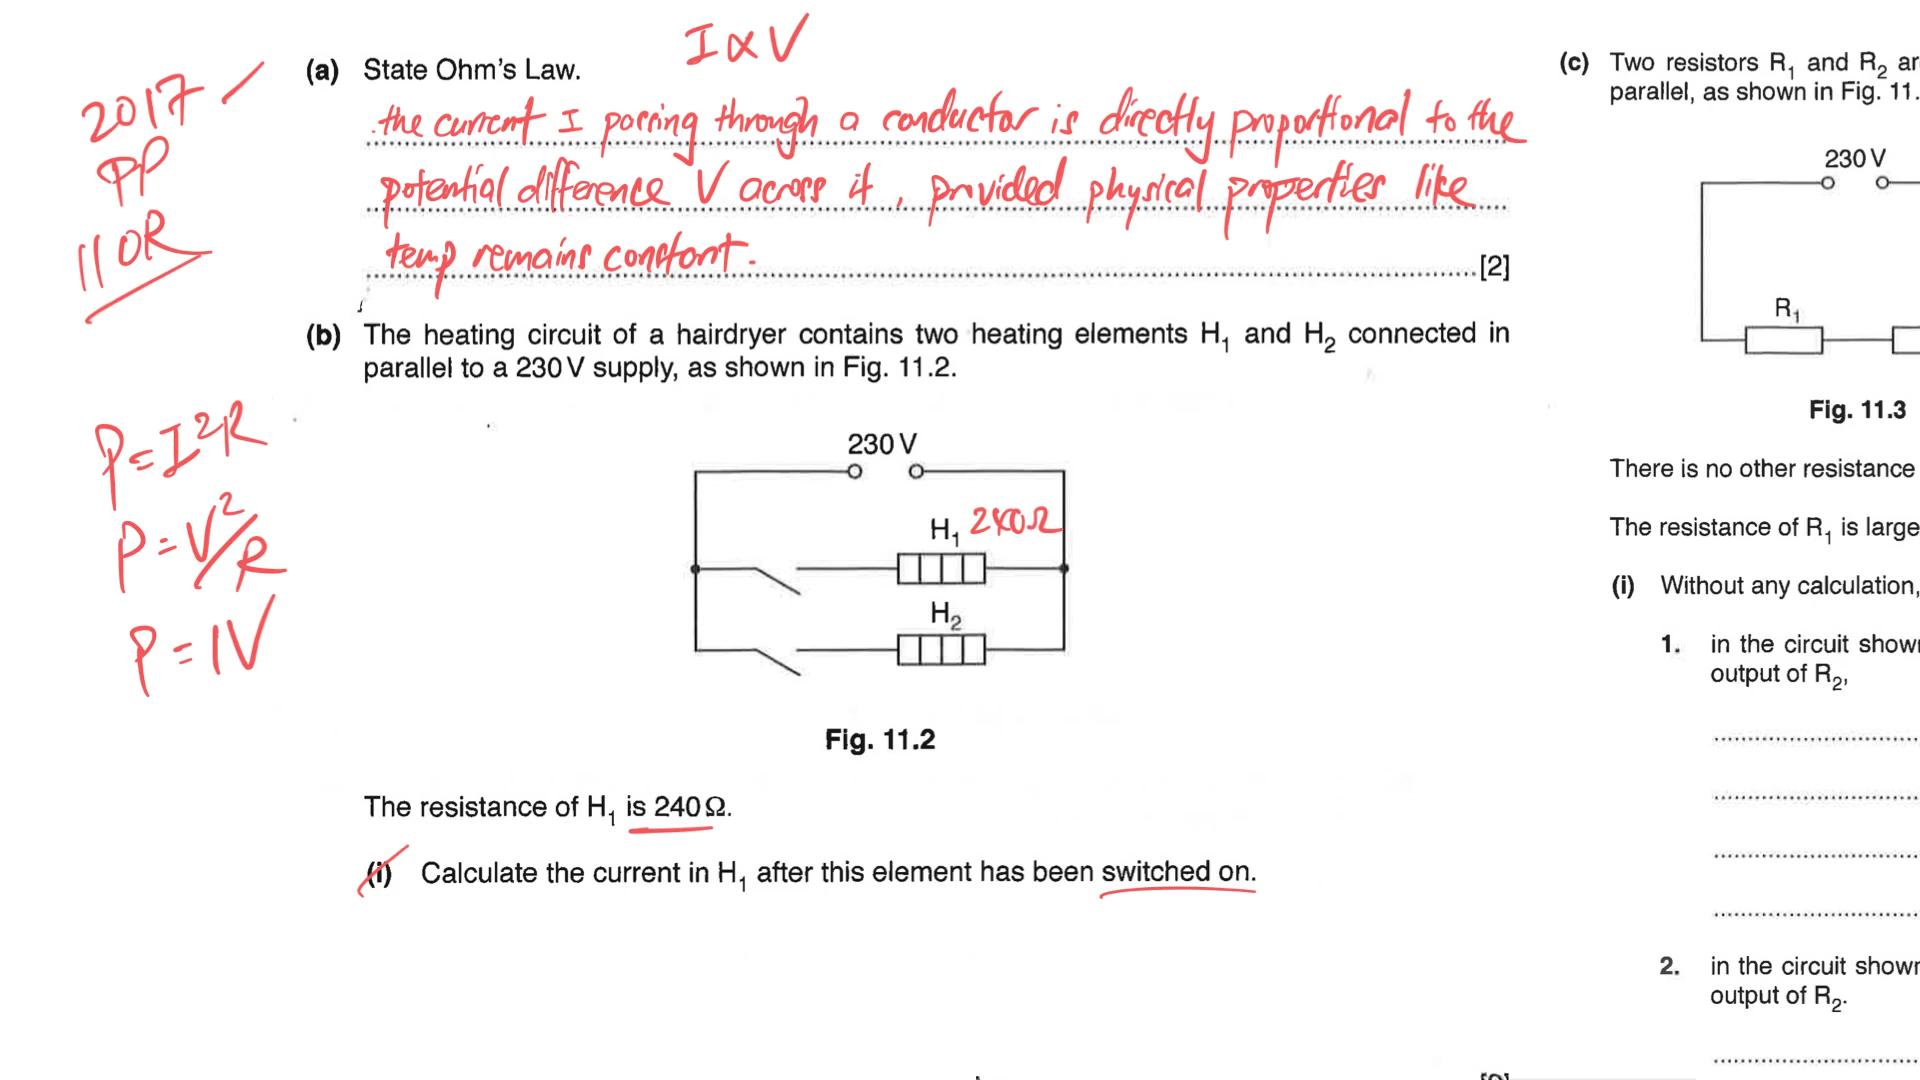 2017
PP
11 OR
I ∝ V
(a) State Ohm's Law.
the current I passing through a conductor is directly proportional to the
potential difference V across it, provided physical properties like
temp remains constant.
[2]
(b) The heating circuit of a hairdryer contains two heating elements H₁ and H₂ connected in
parallel to a 230 V supply, as shown in Fig. 11.2.
P = I²R
P = V²/R
P = IV
230 V
H₁ 240Ω
H₂
Fig. 11.2
The resistance of H₁ is 240 Ω.
(i) Calculate the current in H₁ after this element has been switched on.
(c) Two resistors R₁ and R₂ ar
parallel, as shown in Fig. 11.
230 V
R₁
Fig. 11.3
There is no other resistance
The resistance of R₁ is large
(i) Without any calculation,
1. in the circuit show
output of R₂,
2. in the circuit show
output of R₂.